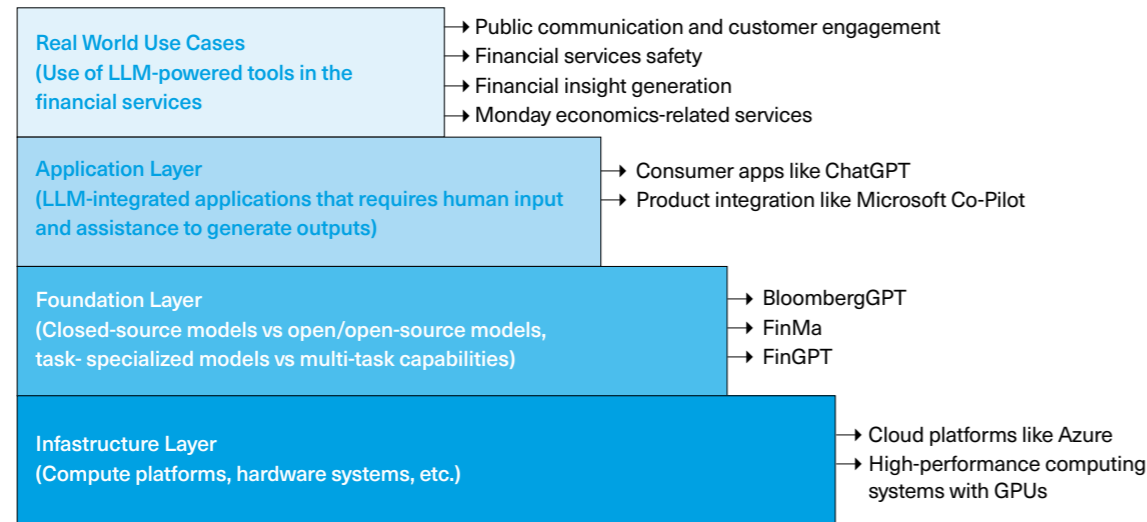 Real World Use Cases
(Use of LLM-powered tools in the
financial services
Public communication and customer engagement
Financial services safety
Financial insight generation
Monday economics-related services
Application Layer
(LLM-integrated applications that requires human input
and assistance to generate outputs)
Consumer apps like ChatGPT
Product integration like Microsoft Co-Pilot
Foundation Layer
(Closed-source models vs open/open-source models,
task- specialized models vs multi-task capabilities)
BloombergGPT
FinMa
FinGPT
Infastructure Layer
(Compute platforms, hardware systems, etc.)
Cloud platforms like Azure
High-performance computing
systems with GPUs